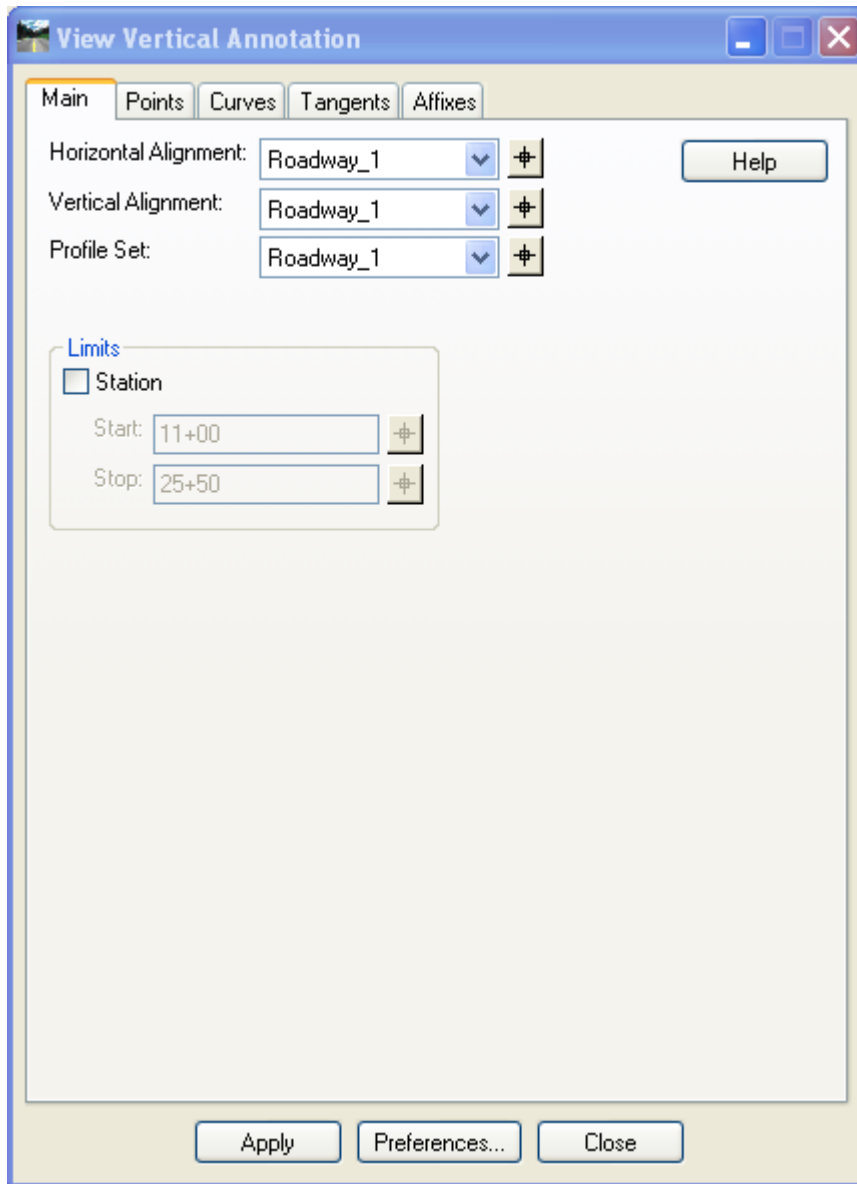 View Vertical Annotation
Main Points Curves Tangents Affixes
Horizontal Alignment: Roadway_1 Help
Vertical Alignment: Roadway_1
Profile Set: Roadway_1
Limits
Station
Start: 11+00
Stop: 25+50
Apply Preferences... Close